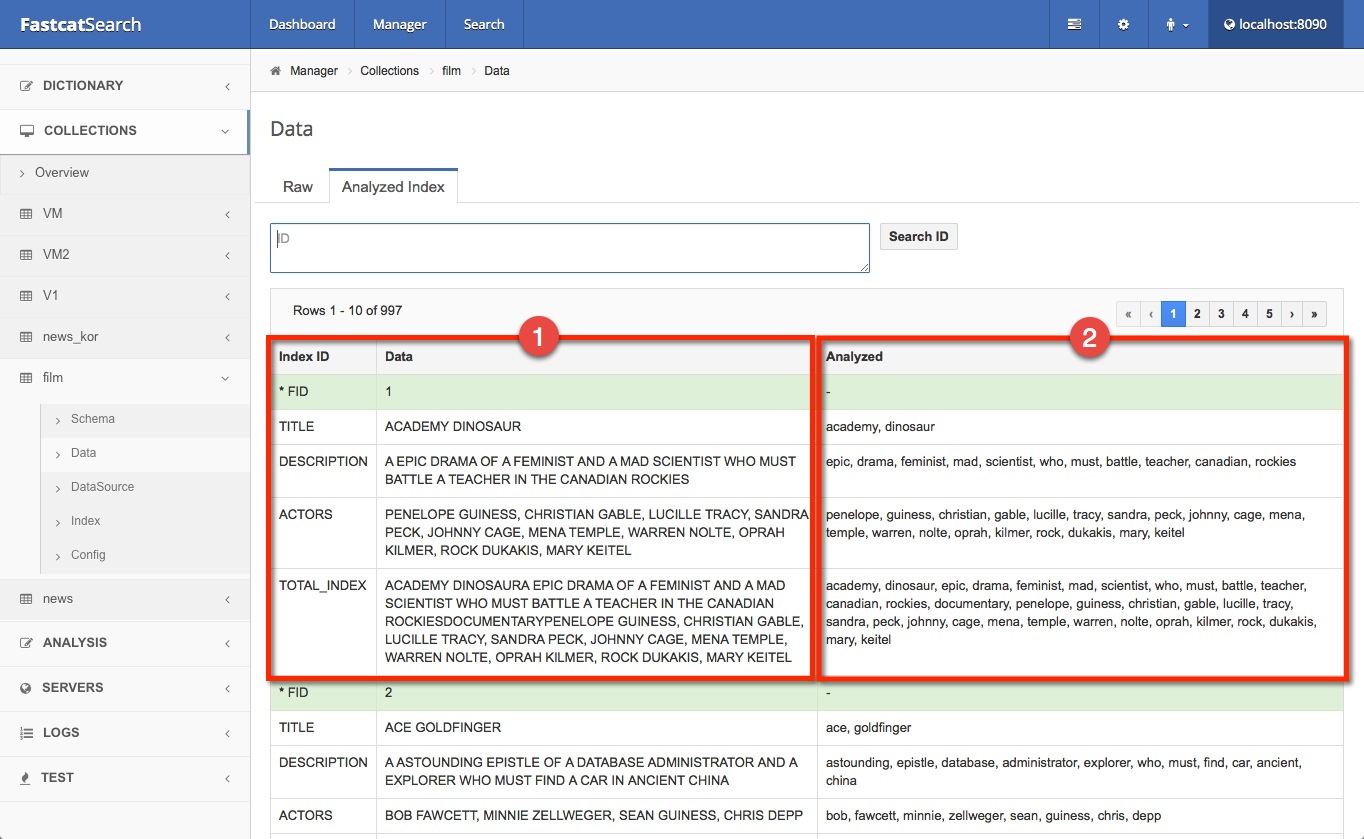 FastcatSearch
Dashboard
Manager
Search
localhost:8090
DICTIONARY
COLLECTIONS
Overview
VM
VM2
V1
news_kor
film
Schema
Data
DataSource
Index
Config
news
ANALYSIS
SERVERS
LOGS
TEST
Manager > Collections > film > Data
Data
Raw
Analyzed Index
ID
Search ID
Rows 1 - 10 of 997
« ‹ 1 2 3 4 5 › »
1
2
Index ID Data Analyzed
* FID 1 -
TITLE ACADEMY DINOSAUR academy, dinosaur
DESCRIPTION A EPIC DRAMA OF A FEMINIST AND A MAD SCIENTIST WHO MUST
BATTLE A TEACHER IN THE CANADIAN ROCKIES
epic, drama, feminist, mad, scientist, who, must, battle, teacher, canadian, rockies
ACTORS PENELOPE GUINESS, CHRISTIAN GABLE, LUCILLE TRACY, SANDRA
PECK, JOHNNY CAGE, MENA TEMPLE, WARREN NOLTE, OPRAH
KILMER, ROCK DUKAKIS, MARY KEITEL
penelope, guiness, christian, gable, lucille, tracy, sandra, peck, johnny, cage, mena,
temple, warren, nolte, oprah, kilmer, rock, dukakis, mary, keitel
TOTAL_INDEX ACADEMY DINOSAURA EPIC DRAMA OF A FEMINIST AND A MAD
SCIENTIST WHO MUST BATTLE A TEACHER IN THE CANADIAN
ROCKIESDOCUMENTARYPENELOPE GUINESS, CHRISTIAN GABLE,
LUCILLE TRACY, SANDRA PECK, JOHNNY CAGE, MENA TEMPLE,
WARREN NOLTE, OPRAH KILMER, ROCK DUKAKIS, MARY KEITEL
academy, dinosaur, epic, drama, feminist, mad, scientist, who, must, battle, teacher,
canadian, rockies, documentary, penelope, guiness, christian, gable, lucille, tracy,
sandra, peck, johnny, cage, mena, temple, warren, nolte, oprah, kilmer, rock, dukakis,
mary, keitel
* FID 2 -
TITLE ACE GOLDFINGER ace, goldfinger
DESCRIPTION A ASTOUNDING EPISTLE OF A DATABASE ADMINISTRATOR AND A
EXPLORER WHO MUST FIND A CAR IN ANCIENT CHINA
astounding, epistle, database, administrator, explorer, who, must, find, car, ancient,
china
ACTORS BOB FAWCETT, MINNIE ZELLWEGER, SEAN GUINESS, CHRIS DEPP bob, fawcett, minnie, zellweger, sean, guiness, chris, depp